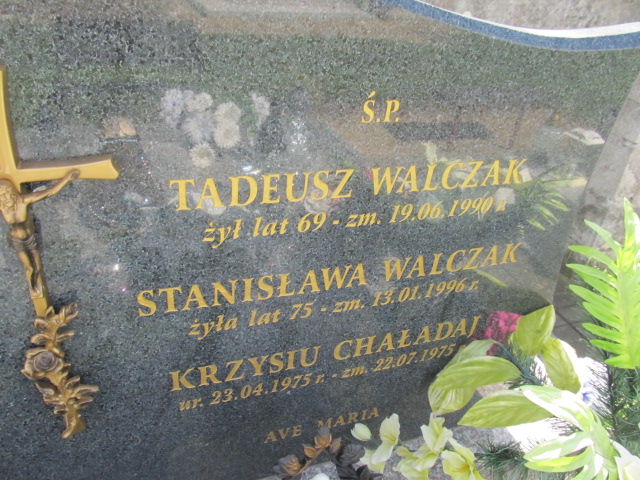 Ś.P.
TADEUSZ WALCZAK
żył lat 69 - zm. 19.06.1990 r.
STANISŁAWA WALCZAK
żyła lat 75 - zm. 13.01.1996 r.
KRZYSIU CHAŁADAJ
ur. 23.04.1975 r. - zm. 22.07.1975 r.
AVE MARIA